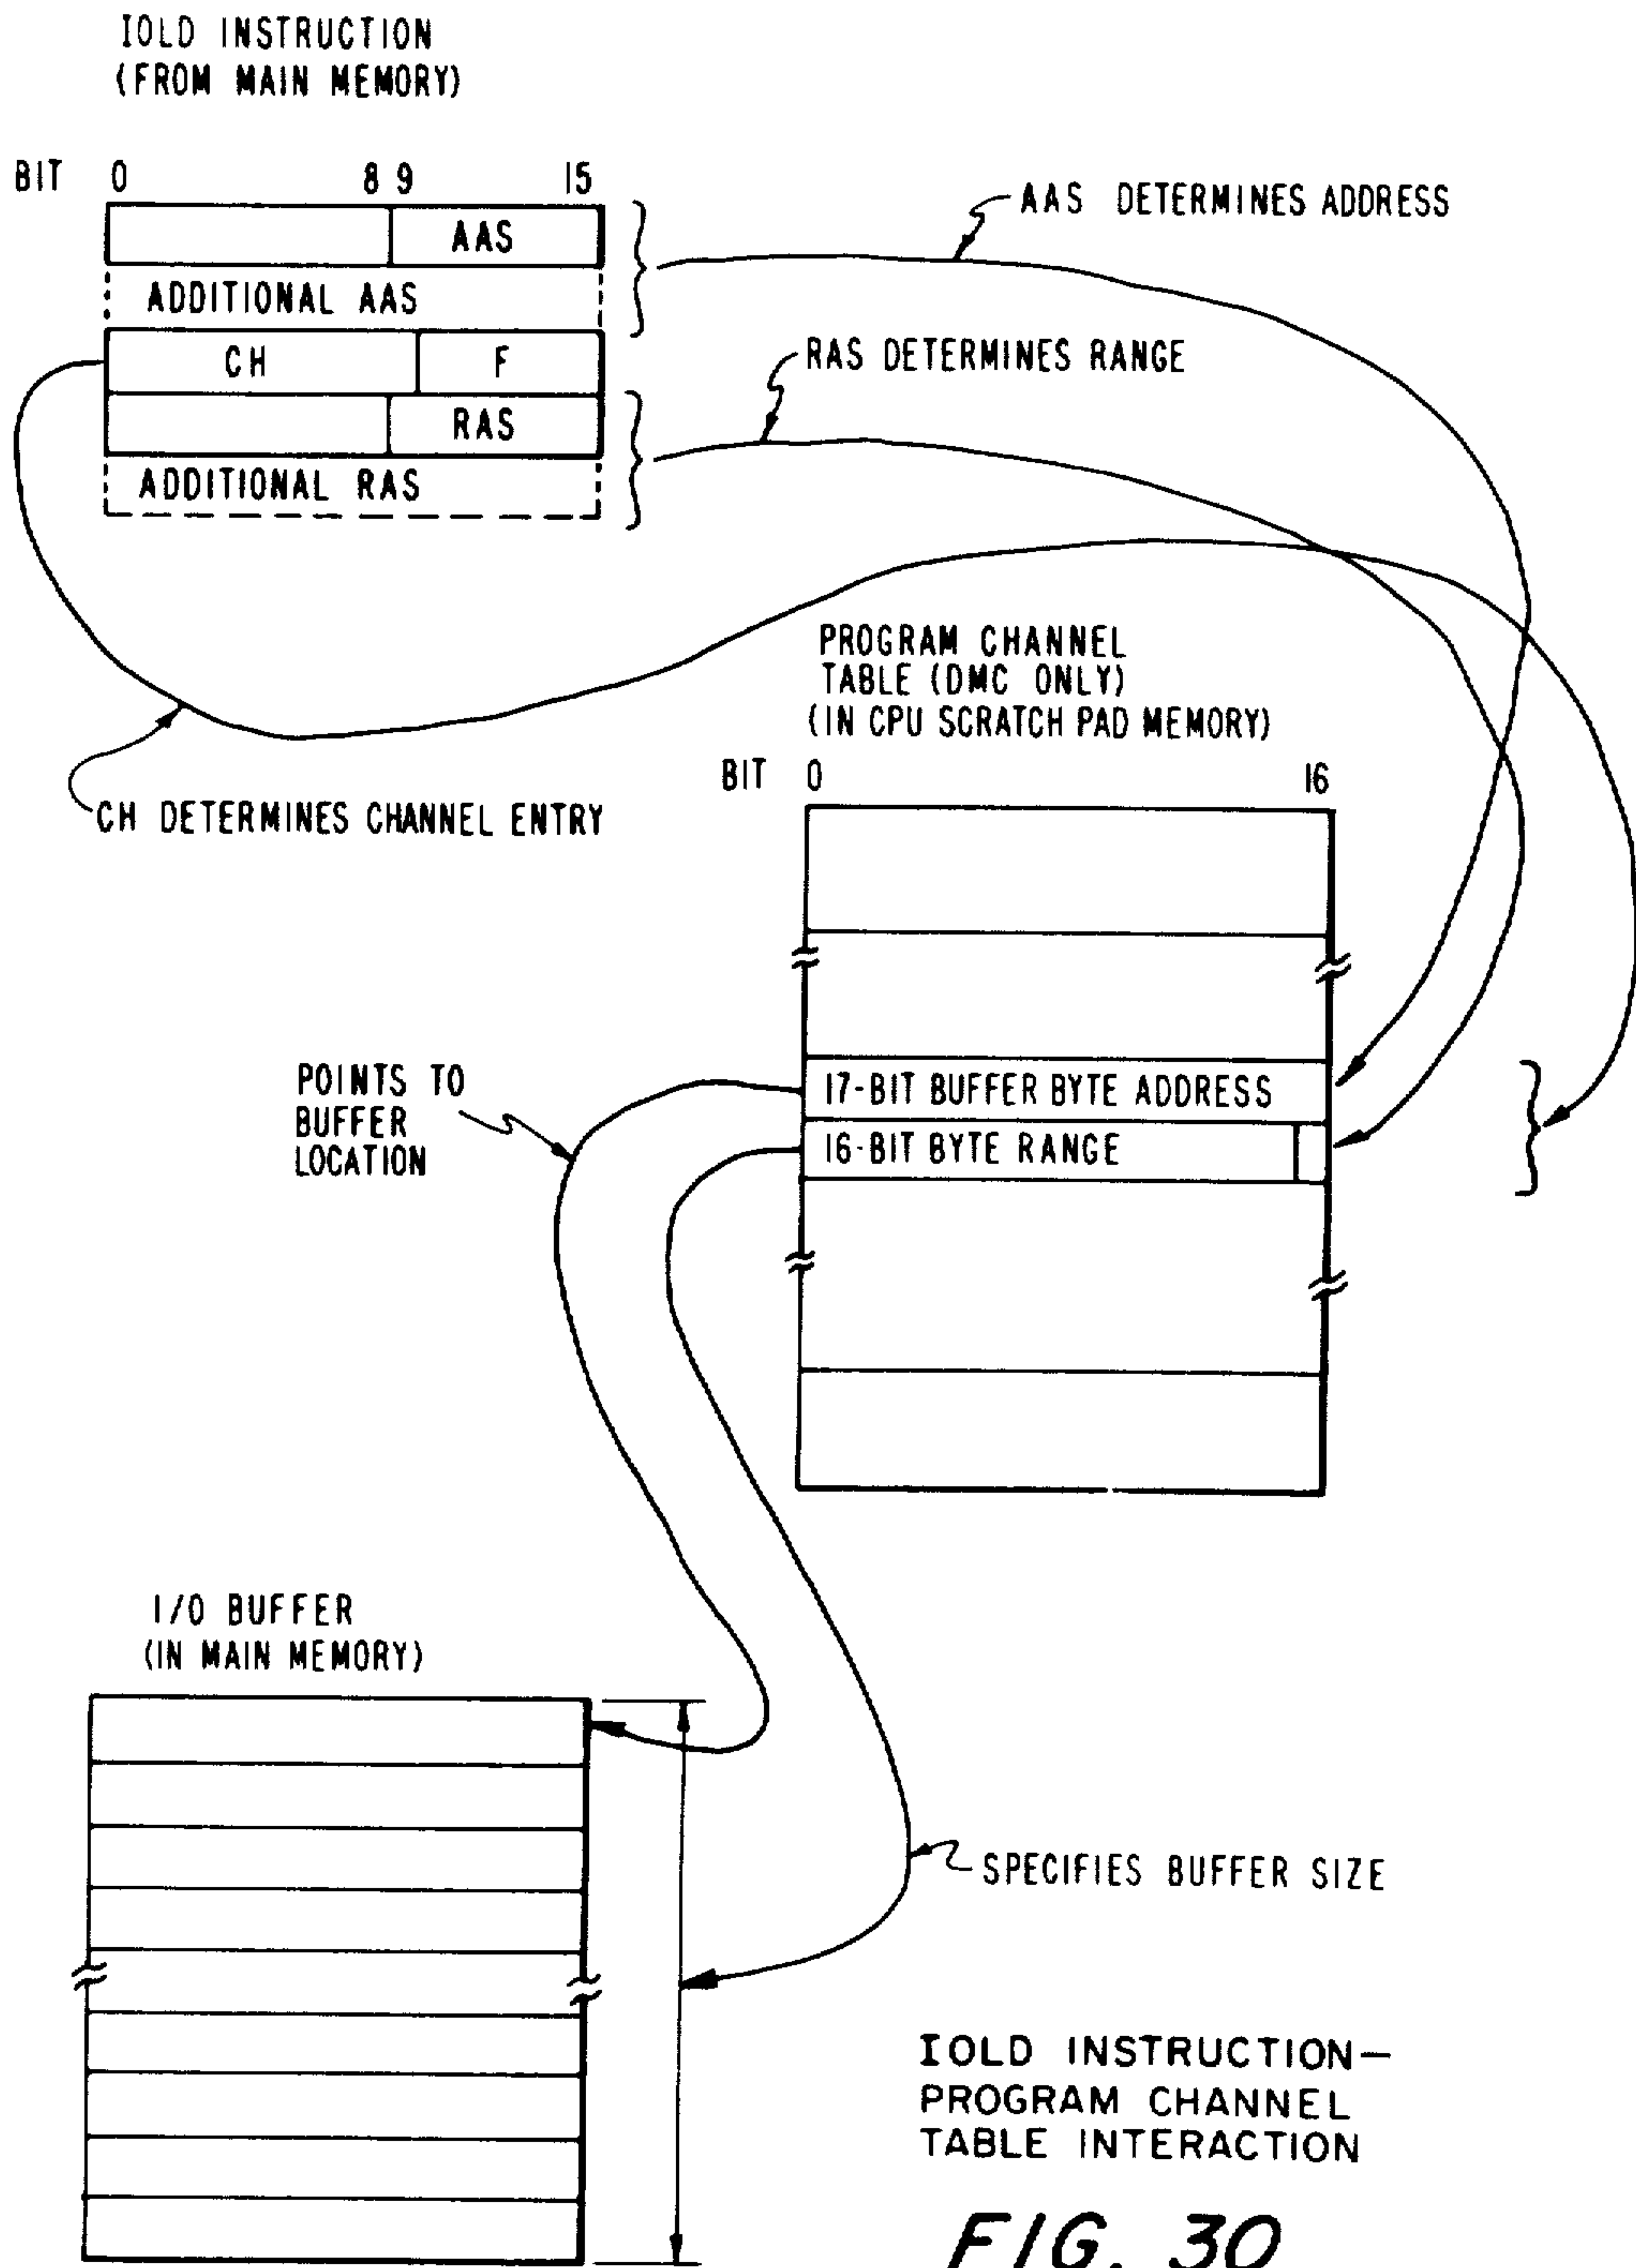 IOLD INSTRUCTION
(FROM MAIN MEMORY)
BIT 0 8 9 15
AAS
ADDITIONAL AAS
CH F
RAS
ADDITIONAL RAS
AAS DETERMINES ADDRESS
RAS DETERMINES RANGE
CH DETERMINES CHANNEL ENTRY
PROGRAM CHANNEL
TABLE (DMC ONLY)
(IN CPU SCRATCH PAD MEMORY)
BIT 0 16
17-BIT BUFFER BYTE ADDRESS
16-BIT BYTE RANGE
POINTS TO
BUFFER
LOCATION
I/O BUFFER
(IN MAIN MEMORY)
SPECIFIES BUFFER SIZE
IOLD INSTRUCTION—
PROGRAM CHANNEL
TABLE INTERACTION
FIG. 30